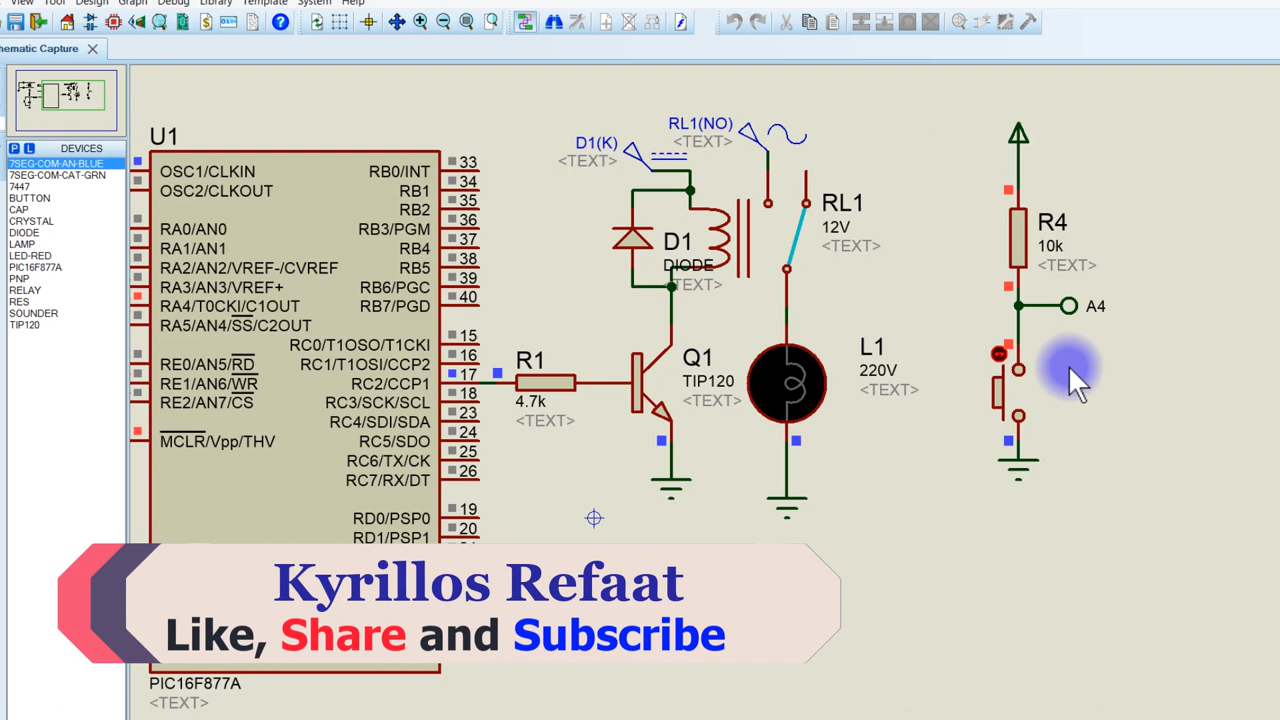 View Tool Design Graph Debug Library Template System Help
Schematic Capture
P L DEVICES
7SEG-COM-AN-BLUE
7SEG-COM-CAT-GRN
7447
BUTTON
CAP
CRYSTAL
DIODE
LAMP
LED-RED
PIC16F877A
PNP
RELAY
RES
SOUNDER
TIP120
U1
OSC1/CLKIN
OSC2/CLKOUT
RA0/AN0
RA1/AN1
RA2/AN2/VREF-/CVREF
RA3/AN3/VREF+
RA4/T0CKI/C1OUT
RA5/AN4/SS/C2OUT
RE0/AN5/RD
RE1/AN6/WR
RE2/AN7/CS
MCLR/Vpp/THV
RB0/INT 33
RB1 34
RB2 35
RB3/PGM 36
RB4 37
RB5 38
RB6/PGC 39
RB7/PGD 40
RC0/T1OSO/T1CKI 15
RC1/T1OSI/CCP2 16
RC2/CCP1 17
RC3/SCK/SCL 18
RC4/SDI/SDA 23
RC5/SDO 24
RC6/TX/CK 25
RC7/RX/DT 26
RD0/PSP0 19
RD1/PSP1 20
PIC16F877A
<TEXT>
R1
4.7k
<TEXT>
D1(K)
<TEXT>
RL1(NO)
<TEXT>
D1
DIODE
<TEXT>
Q1
TIP120
<TEXT>
RL1
12V
<TEXT>
L1
220V
<TEXT>
R4
10k
<TEXT>
A4
Kyrillos Refaat
Like, Share and Subscribe